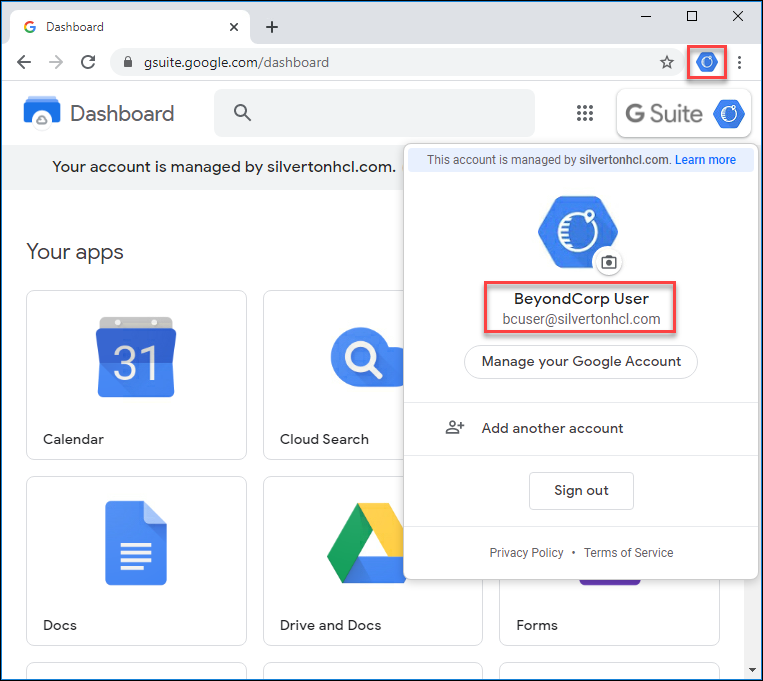 Dashboard
gsuite.google.com/dashboard
Dashboard
G Suite
Your account is managed by silvertonhcl.com.
This account is managed by silvertonhcl.com. Learn more
BeyondCorp User
bcuser@silvertonhcl.com
Manage your Google Account
Add another account
Sign out
Privacy Policy • Terms of Service
Your apps
31
Calendar
Cloud Search
Docs
Drive and Docs
Forms